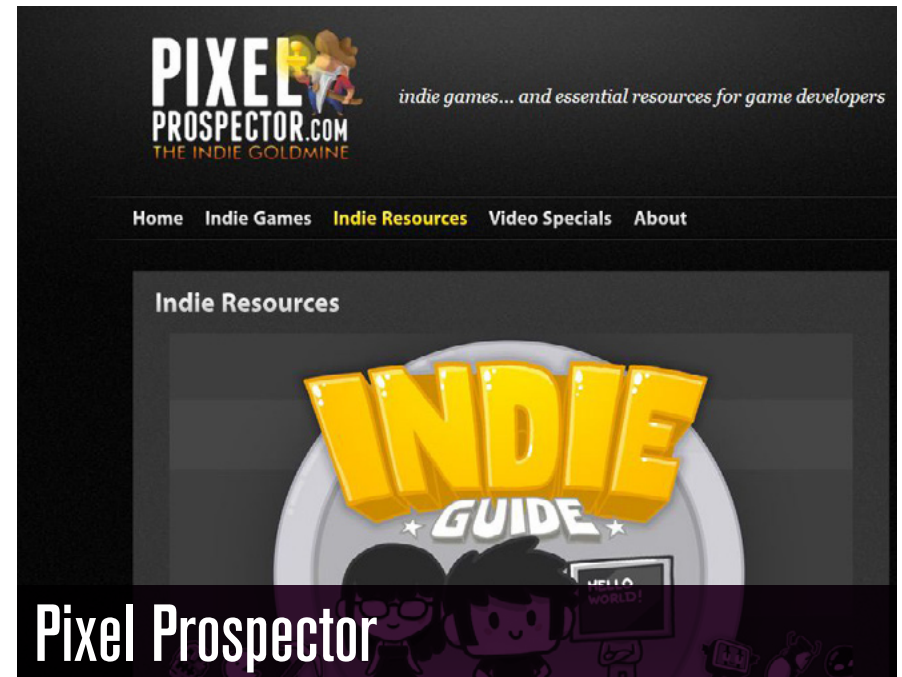 PIXEL
PROSPECTOR.COM
THE INDIE GOLDMINE
indie games... and essential resources for game developers
Home Indie Games Indie Resources Video Specials About
Indie Resources
INDIE
GUIDE
HELLO
WORLD!
Pixel Prospector